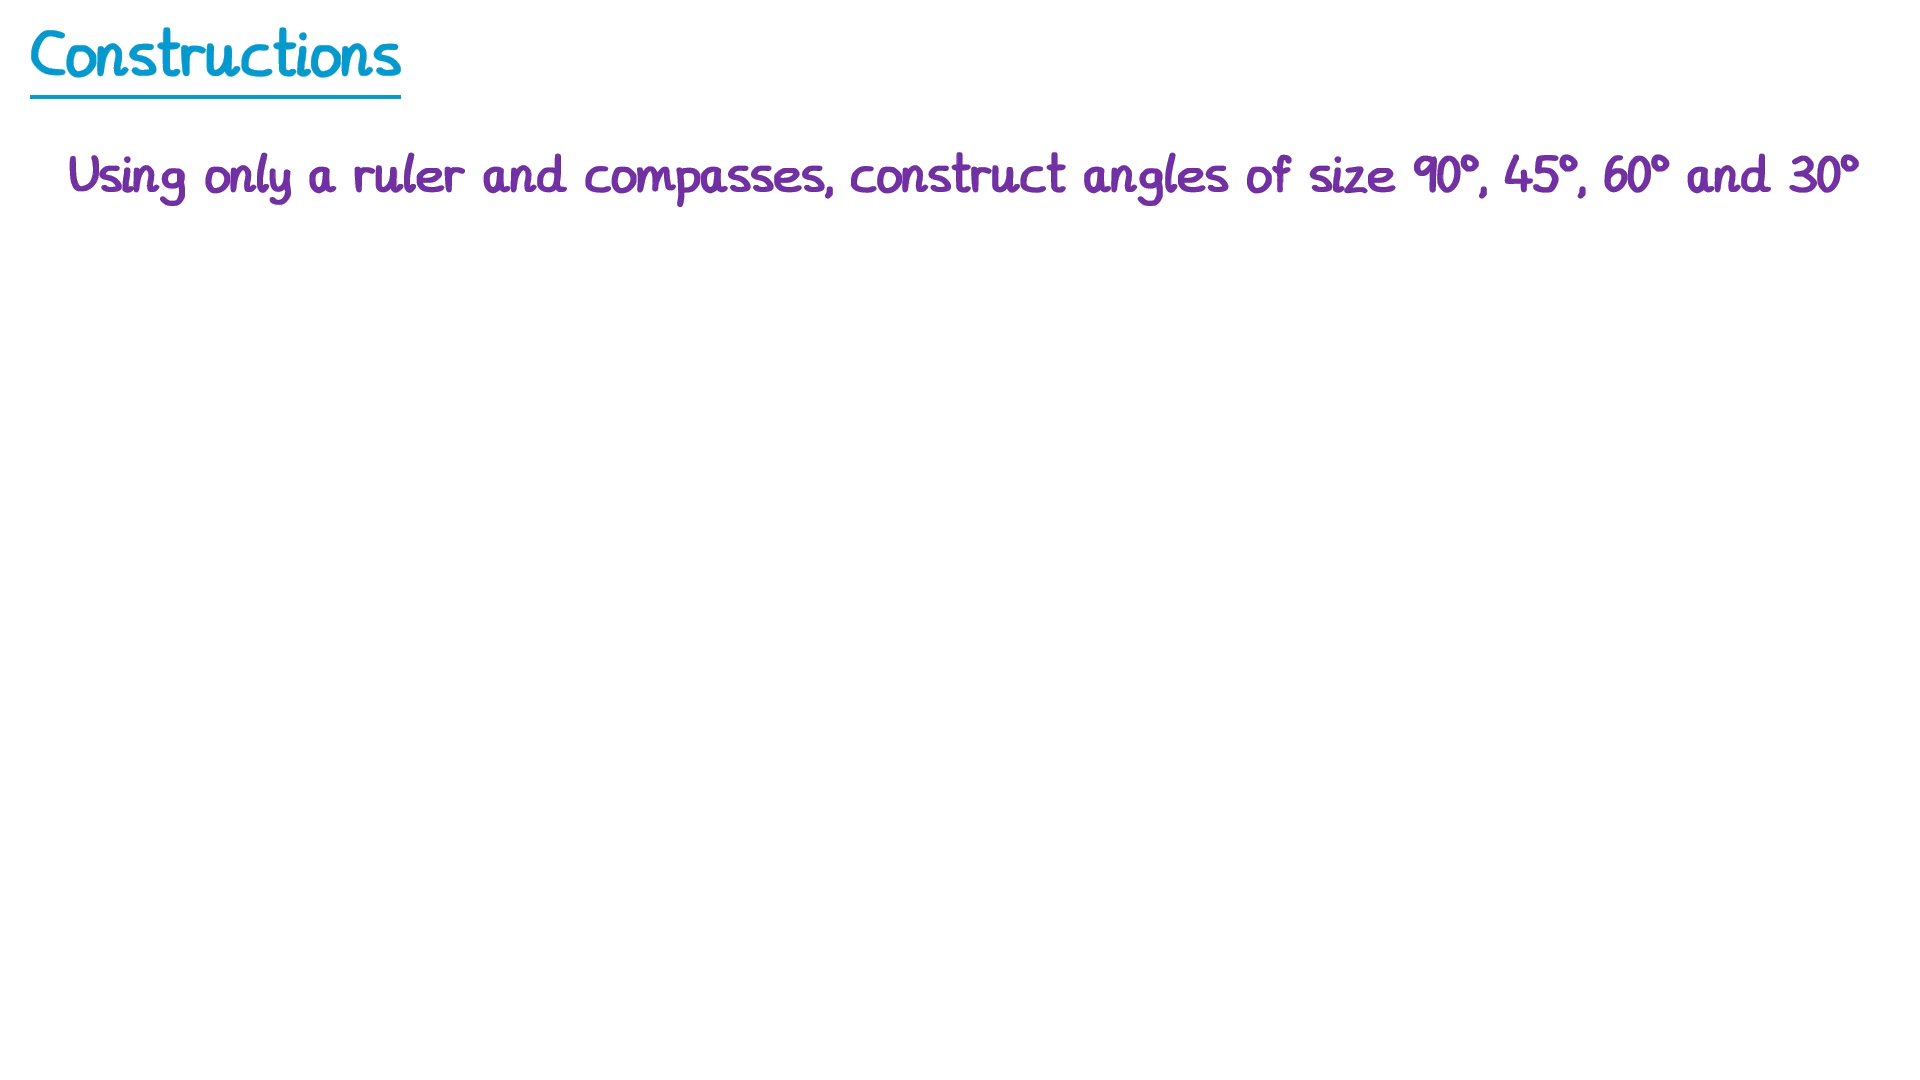 Constructions
Using only a ruler and compasses, construct angles of size 90°, 45°, 60° and 30°